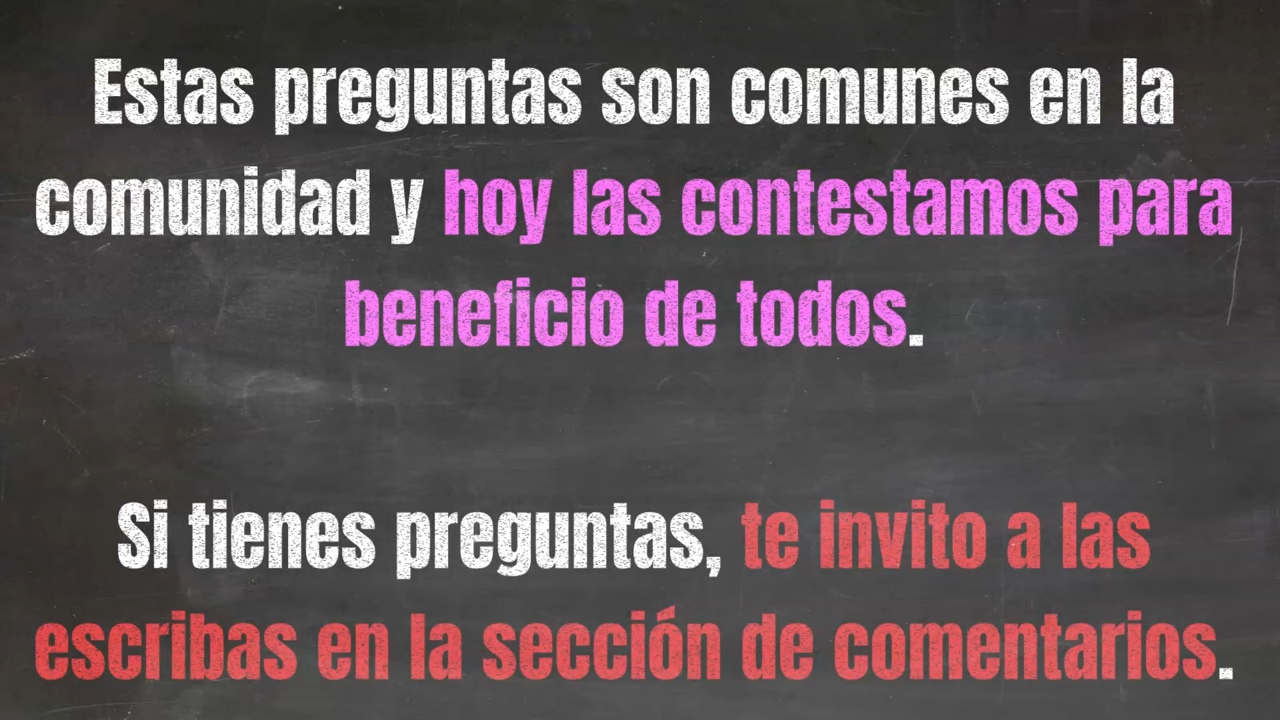 Estas preguntas son comunes en la
comunidad y hoy las contestamos para
beneficio de todos.
Si tienes preguntas, te invito a las
escribas en la sección de comentarios.